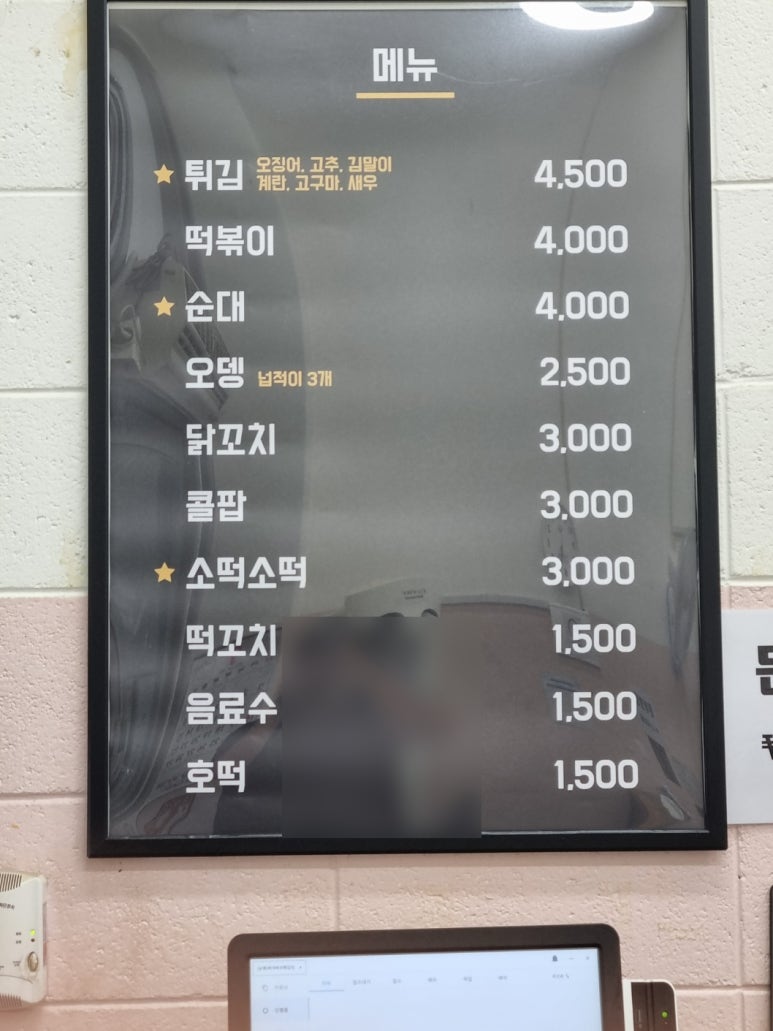 메뉴
★ 튀김 오징어, 고추, 김말이 4,500
계란, 고구마, 새우
떡볶이 4,000
★ 순대 4,000
오뎅 넙적이 3개 2,500
닭꼬치 3,000
콜팝 3,000
★ 소떡소떡 3,000
떡꼬치 1,500
음료수 1,500
호떡 1,500